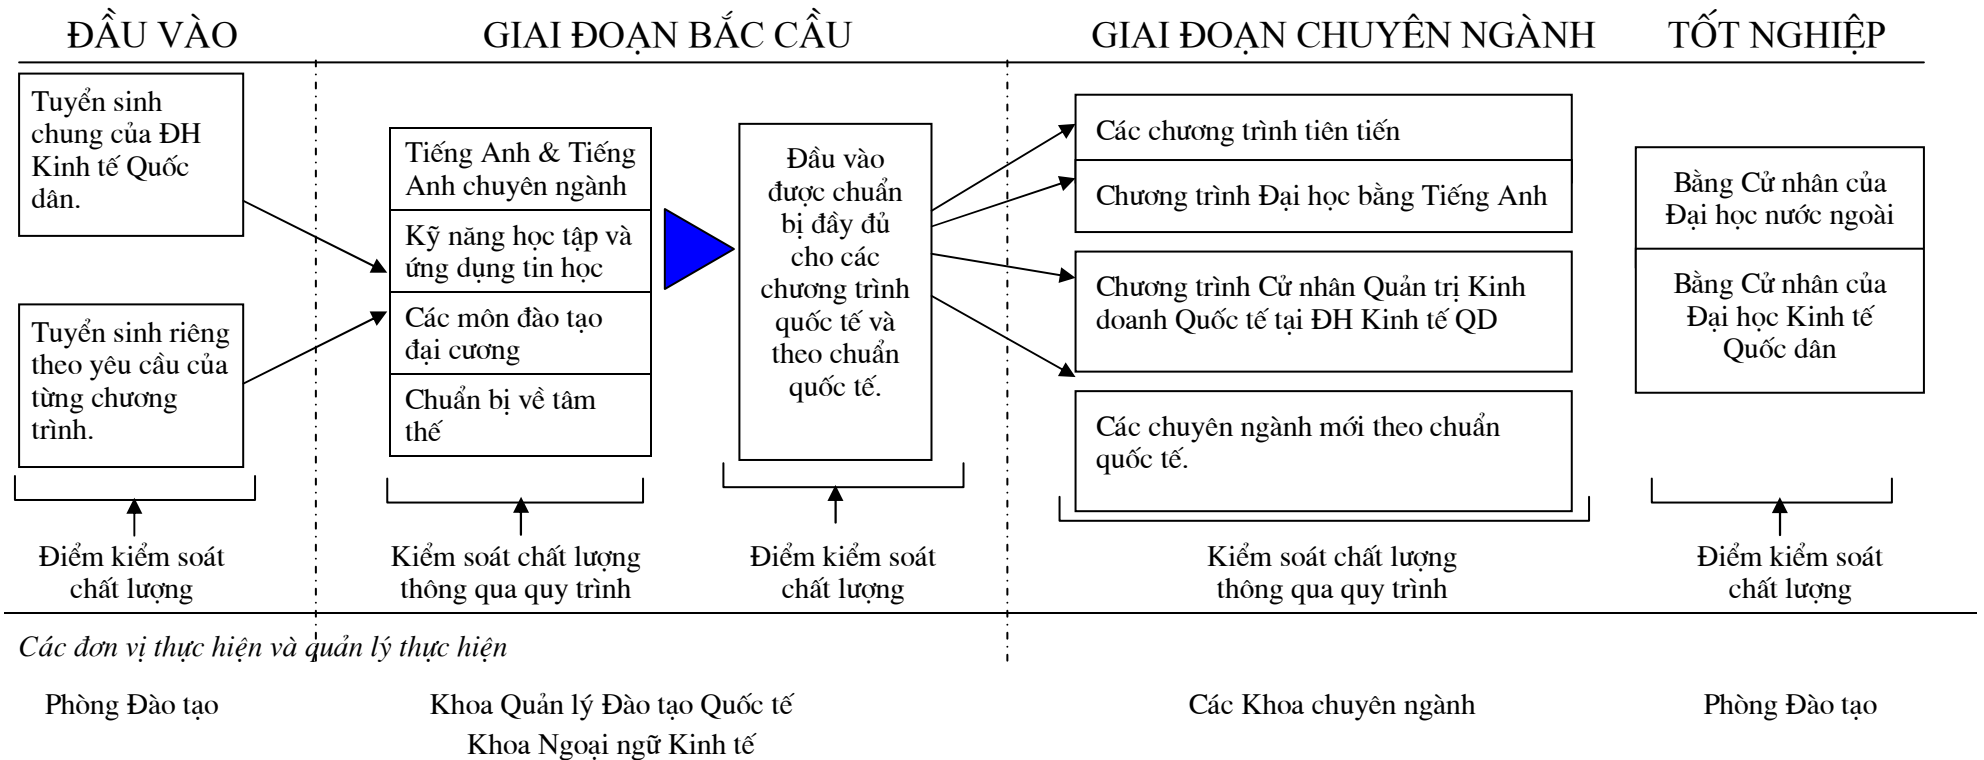 ĐẦU VÀO
GIAI ĐOẠN BẮC CẦU
GIAI ĐOẠN CHUYÊN NGÀNH
TỐT NGHIỆP
Tuyển sinh
chung của ĐH
Kinh tế Quốc
dân.
Tuyển sinh riêng
theo yêu cầu của
từng chương
trình.
Tiếng Anh & Tiếng
Anh chuyên ngành
Kỹ năng học tập và
ứng dụng tin học
Các môn đào tạo
đại cương
Chuẩn bị về tâm
thế
Đầu vào
được chuẩn
bị đầy đủ
cho các
chương trình
quốc tế và
theo chuẩn
quốc tế.
Các chương trình tiên tiến
Chương trình Đại học bằng Tiếng Anh
Chương trình Cử nhân Quản trị Kinh
doanh Quốc tế tại ĐH Kinh tế QD
Các chuyên ngành mới theo chuẩn
quốc tế.
Bằng Cử nhân của
Đại học nước ngoài
Bằng Cử nhân của
Đại học Kinh tế
Quốc dân
Điểm kiểm soát
chất lượng
Kiểm soát chất lượng
thông qua quy trình
Điểm kiểm soát
chất lượng
Kiểm soát chất lượng
thông qua quy trình
Điểm kiểm soát
chất lượng
Các đơn vị thực hiện và quản lý thực hiện
Phòng Đào tạo
Khoa Quản lý Đào tạo Quốc tế
Khoa Ngoại ngữ Kinh tế
Các Khoa chuyên ngành
Phòng Đào tạo